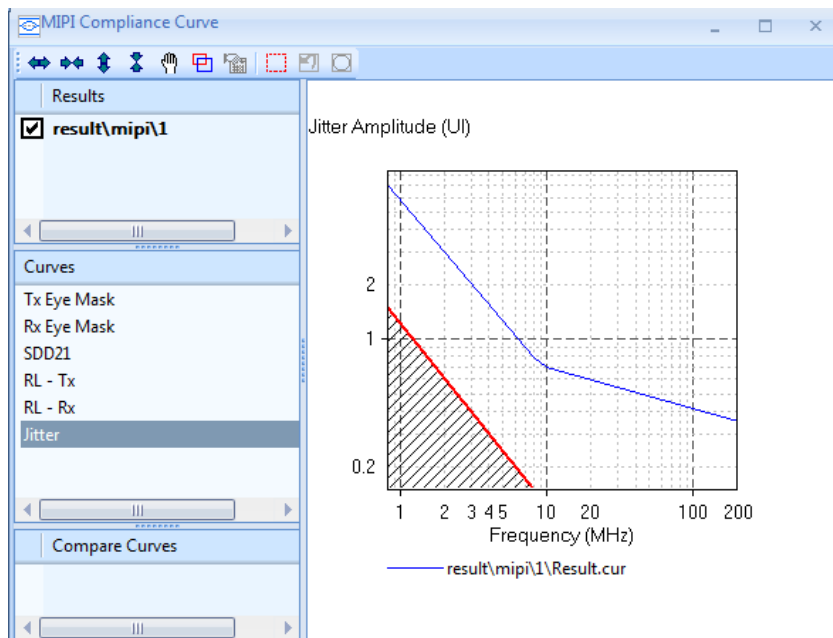 MIPI Compliance Curve
Results
result\mipi\1
Curves
Tx Eye Mask
Rx Eye Mask
SDD21
RL - Tx
RL - Rx
Jitter
Compare Curves
Jitter Amplitude (UI)
2
1
0.2
1 2 3 4 5 10 20 100 200
Frequency (MHz)
result\mipi\1\Result.cur